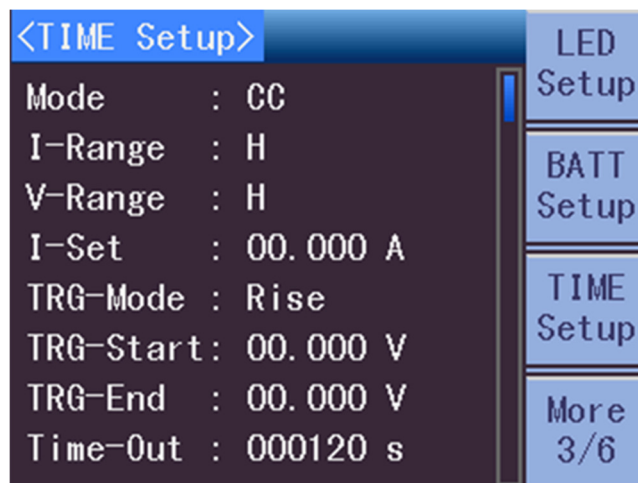 <TIME Setup>
Mode : CC
I-Range : H
V-Range : H
I-Set : 00.000 A
TRG-Mode : Rise
TRG-Start: 00.000 V
TRG-End : 00.000 V
Time-Out : 000120 s
LED
Setup
BATT
Setup
TIME
Setup
More
3/6